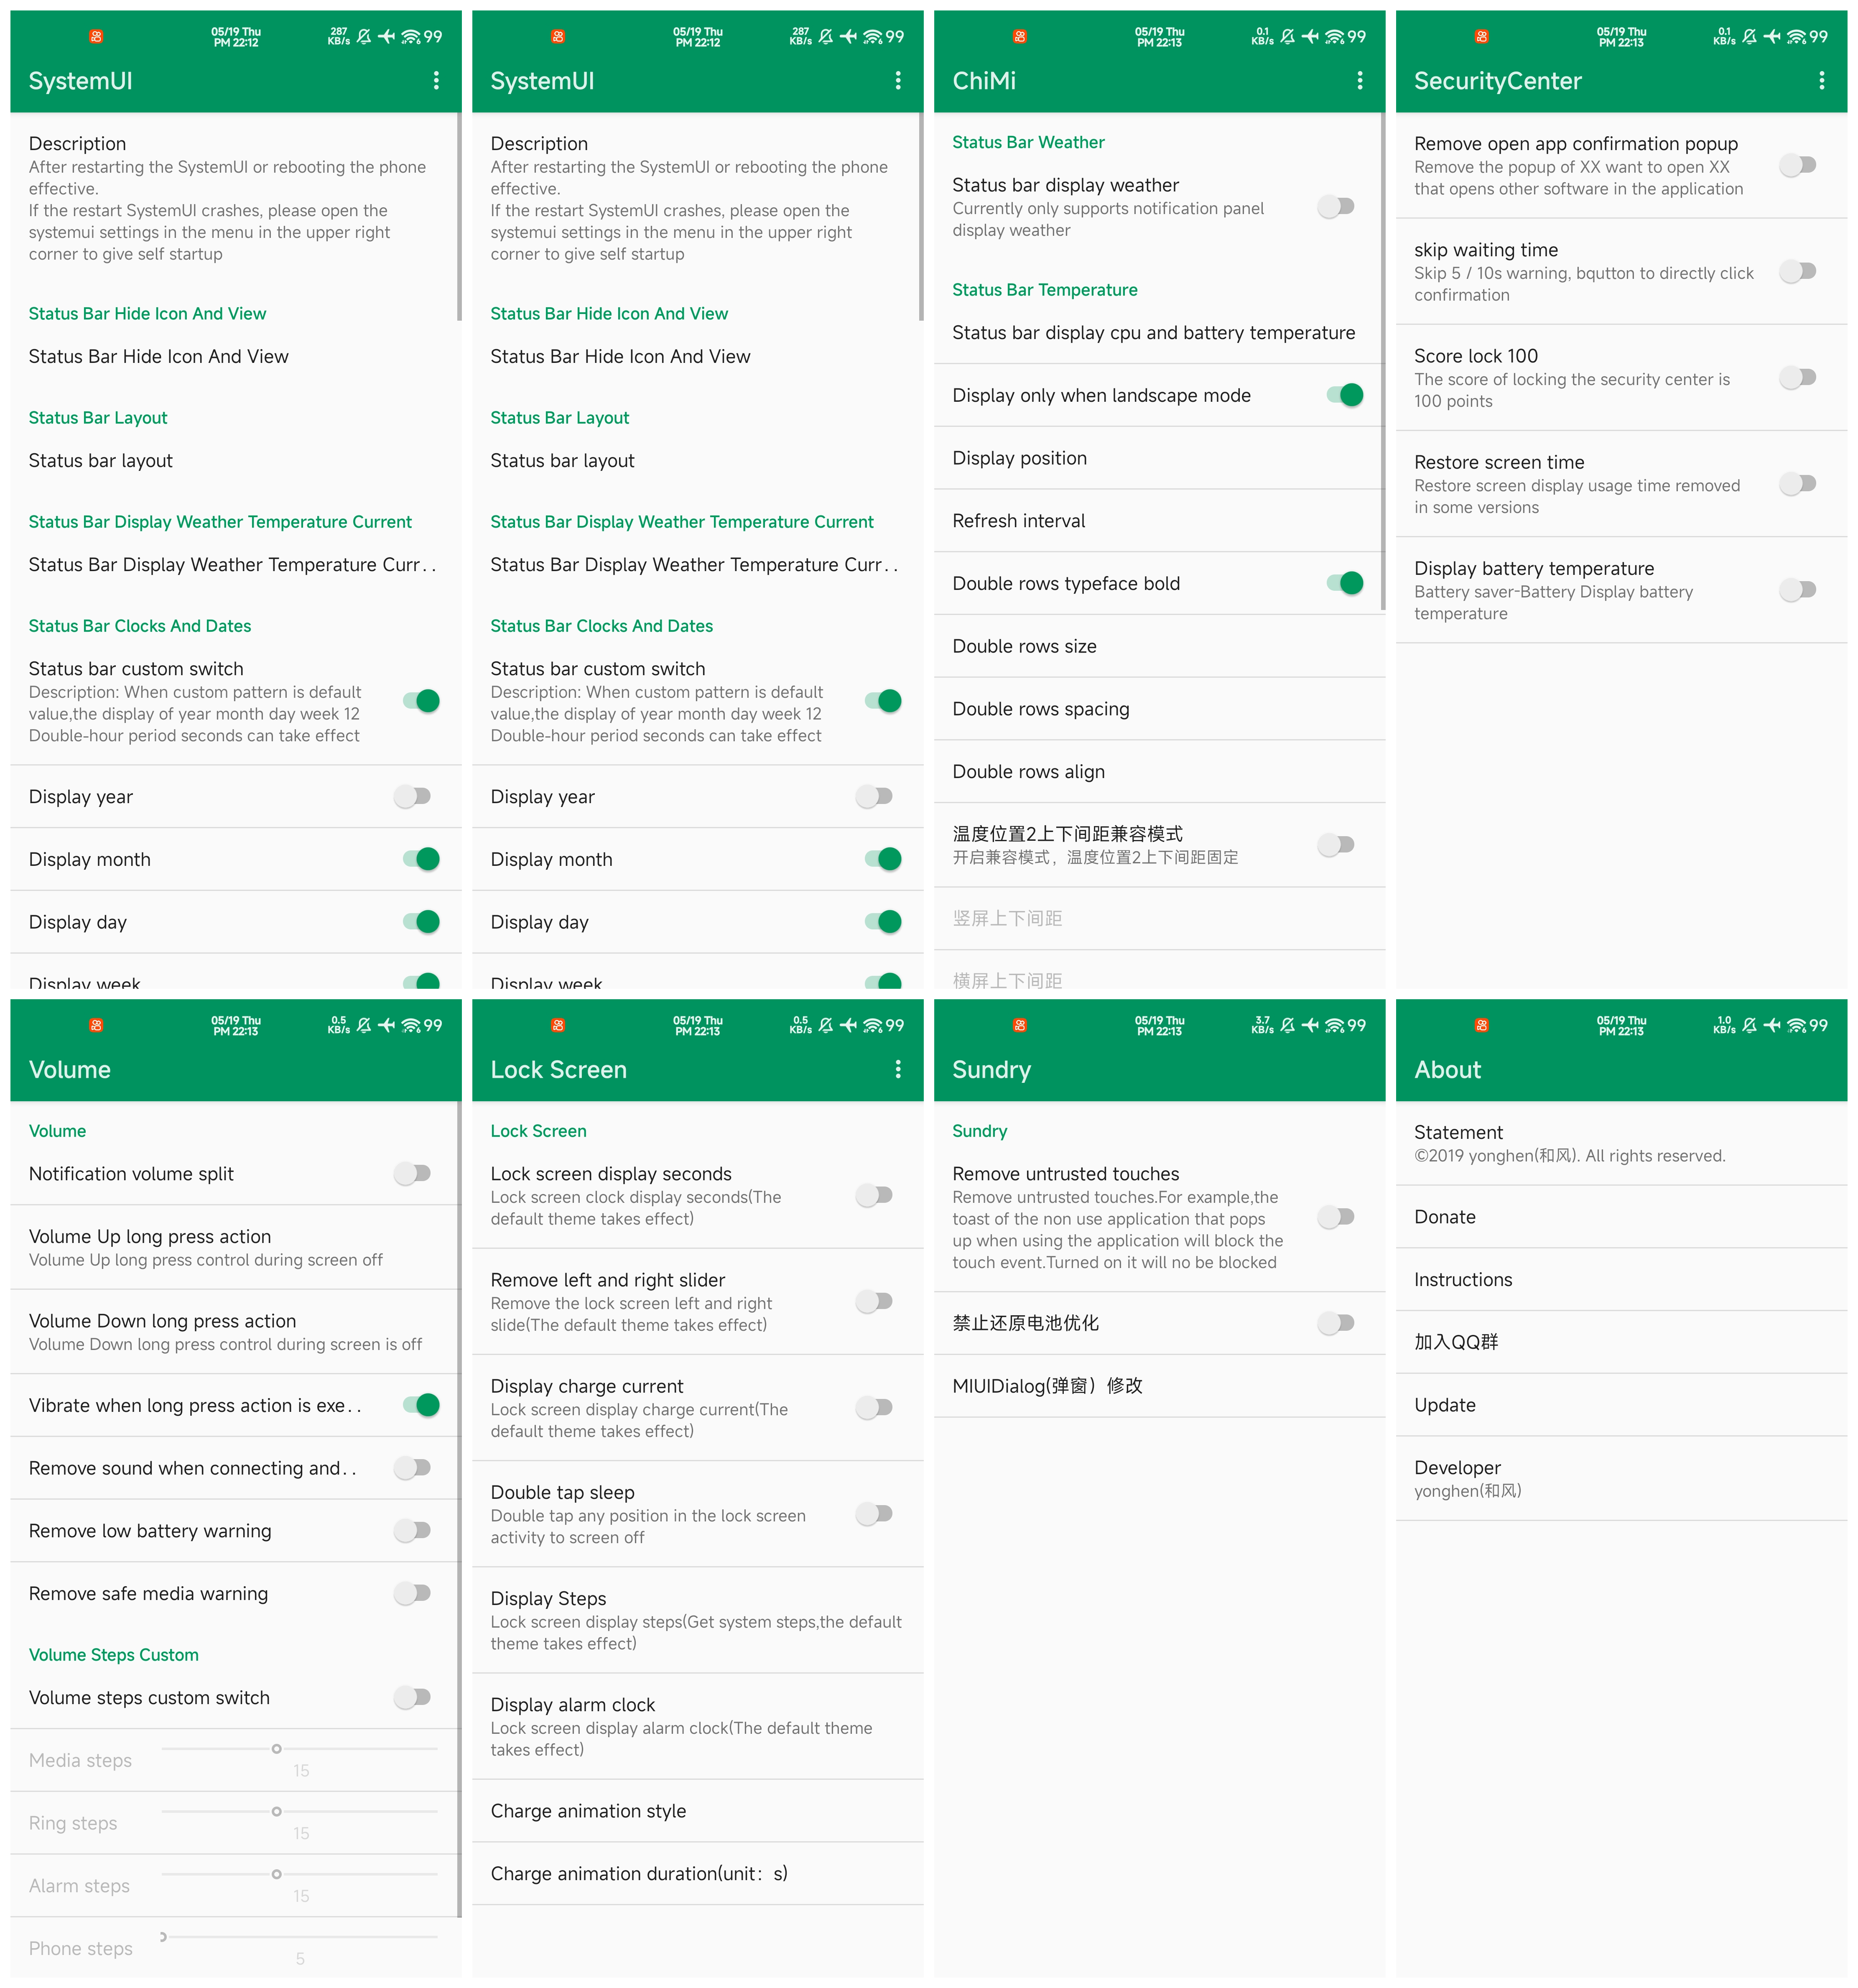 05/19 Thu
PM 22:12
287
KB/s
99
SystemUI
Description
After restarting the SystemUI or rebooting the phone
effective.
If the restart SystemUI crashes, please open the
systemui settings in the menu in the upper right
corner to give self startup
Status Bar Hide Icon And View
Status Bar Hide Icon And View
Status Bar Layout
Status bar layout
Status Bar Display Weather Temperature Current
Status Bar Display Weather Temperature Curr..
Status Bar Clocks And Dates
Status bar custom switch
Description: When custom pattern is default
value,the display of year month day week 12
Double-hour period seconds can take effect
Display year
Display month
Display day
Display week
05/19 Thu
PM 22:12
287
KB/s
99
SystemUI
Description
After restarting the SystemUI or rebooting the phone
effective.
If the restart SystemUI crashes, please open the
systemui settings in the menu in the upper right
corner to give self startup
Status Bar Hide Icon And View
Status Bar Hide Icon And View
Status Bar Layout
Status bar layout
Status Bar Display Weather Temperature Current
Status Bar Display Weather Temperature Curr..
Status Bar Clocks And Dates
Status bar custom switch
Description: When custom pattern is default
value,the display of year month day week 12
Double-hour period seconds can take effect
Display year
Display month
Display day
Display week
05/19 Thu
PM 22:13
0.1
KB/s
99
ChiMi
Status Bar Weather
Status bar display weather
Currently only supports notification panel
display weather
Status Bar Temperature
Status bar display cpu and battery temperature
Display only when landscape mode
Display position
Refresh interval
Double rows typeface bold
Double rows size
Double rows spacing
Double rows align
温度位置2上下间距兼容模式
开启兼容模式，温度位置2上下间距固定
竖屏上下间距
横屏上下间距
05/19 Thu
PM 22:13
0.1
KB/s
99
SecurityCenter
Remove open app confirmation popup
Remove the popup of XX want to open XX
that opens other software in the application
skip waiting time
Skip 5 / 10s warning, bqutton to directly click
confirmation
Score lock 100
The score of locking the security center is
100 points
Restore screen time
Restore screen display usage time removed
in some versions
Display battery temperature
Battery saver-Battery Display battery
temperature
05/19 Thu
PM 22:13
0.5
KB/s
99
Volume
Volume
Notification volume split
Volume Up long press action
Volume Up long press control during screen off
Volume Down long press action
Volume Down long press control during screen is off
Vibrate when long press action is exe..
Remove sound when connecting and..
Remove low battery warning
Remove safe media warning
Volume Steps Custom
Volume steps custom switch
Media steps
15
Ring steps
15
Alarm steps
15
Phone steps
5
05/19 Thu
PM 22:13
0.5
KB/s
99
Lock Screen
Lock Screen
Lock screen display seconds
Lock screen clock display seconds(The
default theme takes effect)
Remove left and right slider
Remove the lock screen left and right
slide(The default theme takes effect)
Display charge current
Lock screen display charge current(The
default theme takes effect)
Double tap sleep
Double tap any position in the lock screen
activity to screen off
Display Steps
Lock screen display steps(Get system steps,the default
theme takes effect)
Display alarm clock
Lock screen display alarm clock(The default theme
takes effect)
Charge animation style
Charge animation duration(unit：s)
05/19 Thu
PM 22:13
3.7
KB/s
99
Sundry
Sundry
Remove untrusted touches
Remove untrusted touches.For example,the
toast of the non use application that pops
up when using the application will block the
touch event.Turned on it will no be blocked
禁止还原电池优化
MIUIDialog(弹窗）修改
05/19 Thu
PM 22:13
1.0
KB/s
99
About
Statement
©2019 yonghen(和风). All rights reserved.
Donate
Instructions
加入QQ群
Update
Developer
yonghen(和风)